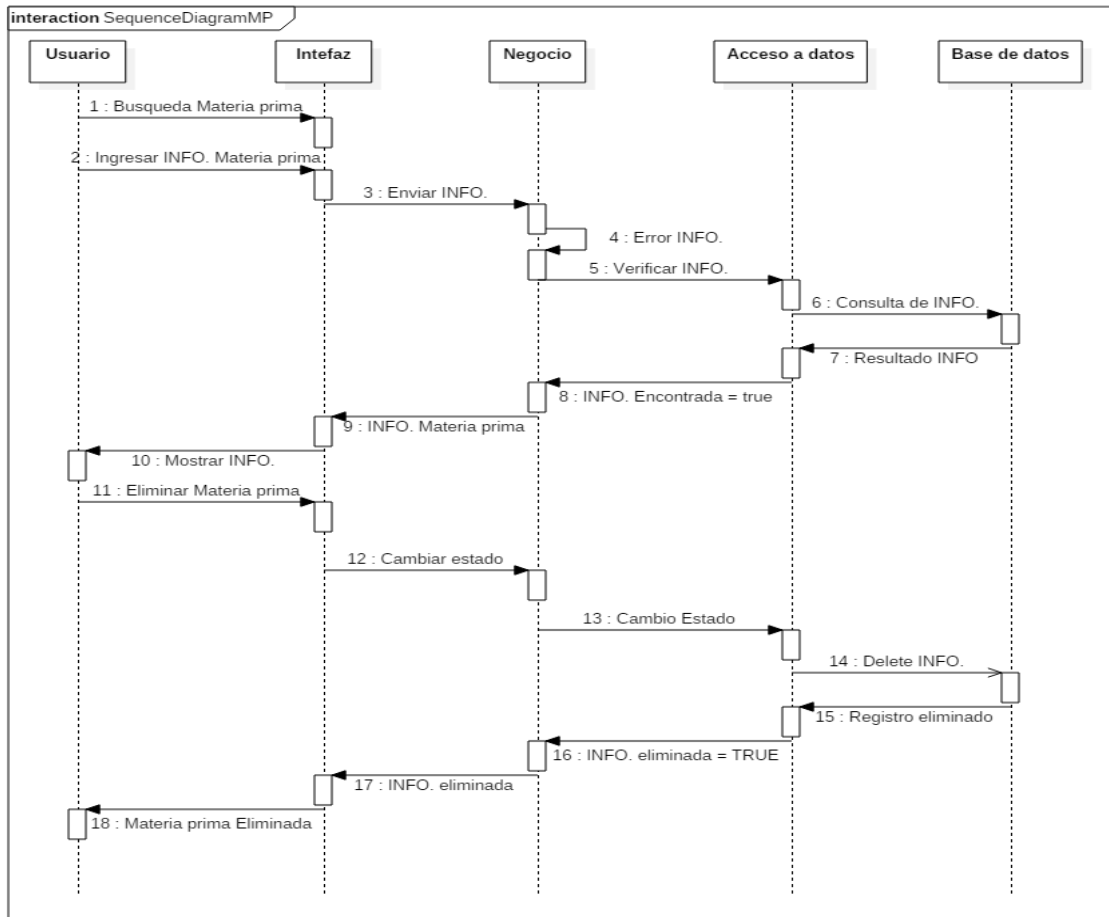 interaction SequenceDiagramMP
Usuario
Intefaz
Negocio
Acceso a datos
Base de datos
1 : Busqueda Materia prima
2 : Ingresar INFO. Materia prima
3 : Enviar INFO.
4 : Error INFO.
5 : Verificar INFO.
6 : Consulta de INFO.
7 : Resultado INFO
8 : INFO. Encontrada = true
9 : INFO. Materia prima
10 : Mostrar INFO.
11 : Eliminar Materia prima
12 : Cambiar estado
13 : Cambio Estado
14 : Delete INFO.
15 : Registro eliminado
16 : INFO. eliminada = TRUE
17 : INFO. eliminada
18 : Materia prima Eliminada